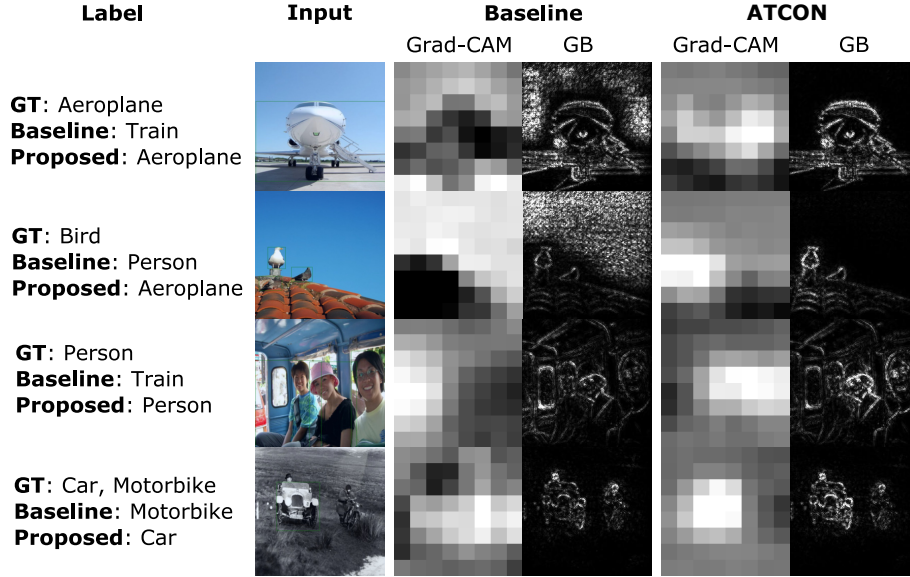 Label Input Baseline ATCON
Grad-CAM GB Grad-CAM GB
GT: Aeroplane
Baseline: Train
Proposed: Aeroplane
GT: Bird
Baseline: Person
Proposed: Aeroplane
GT: Person
Baseline: Train
Proposed: Person
GT: Car, Motorbike
Baseline: Motorbike
Proposed: Car